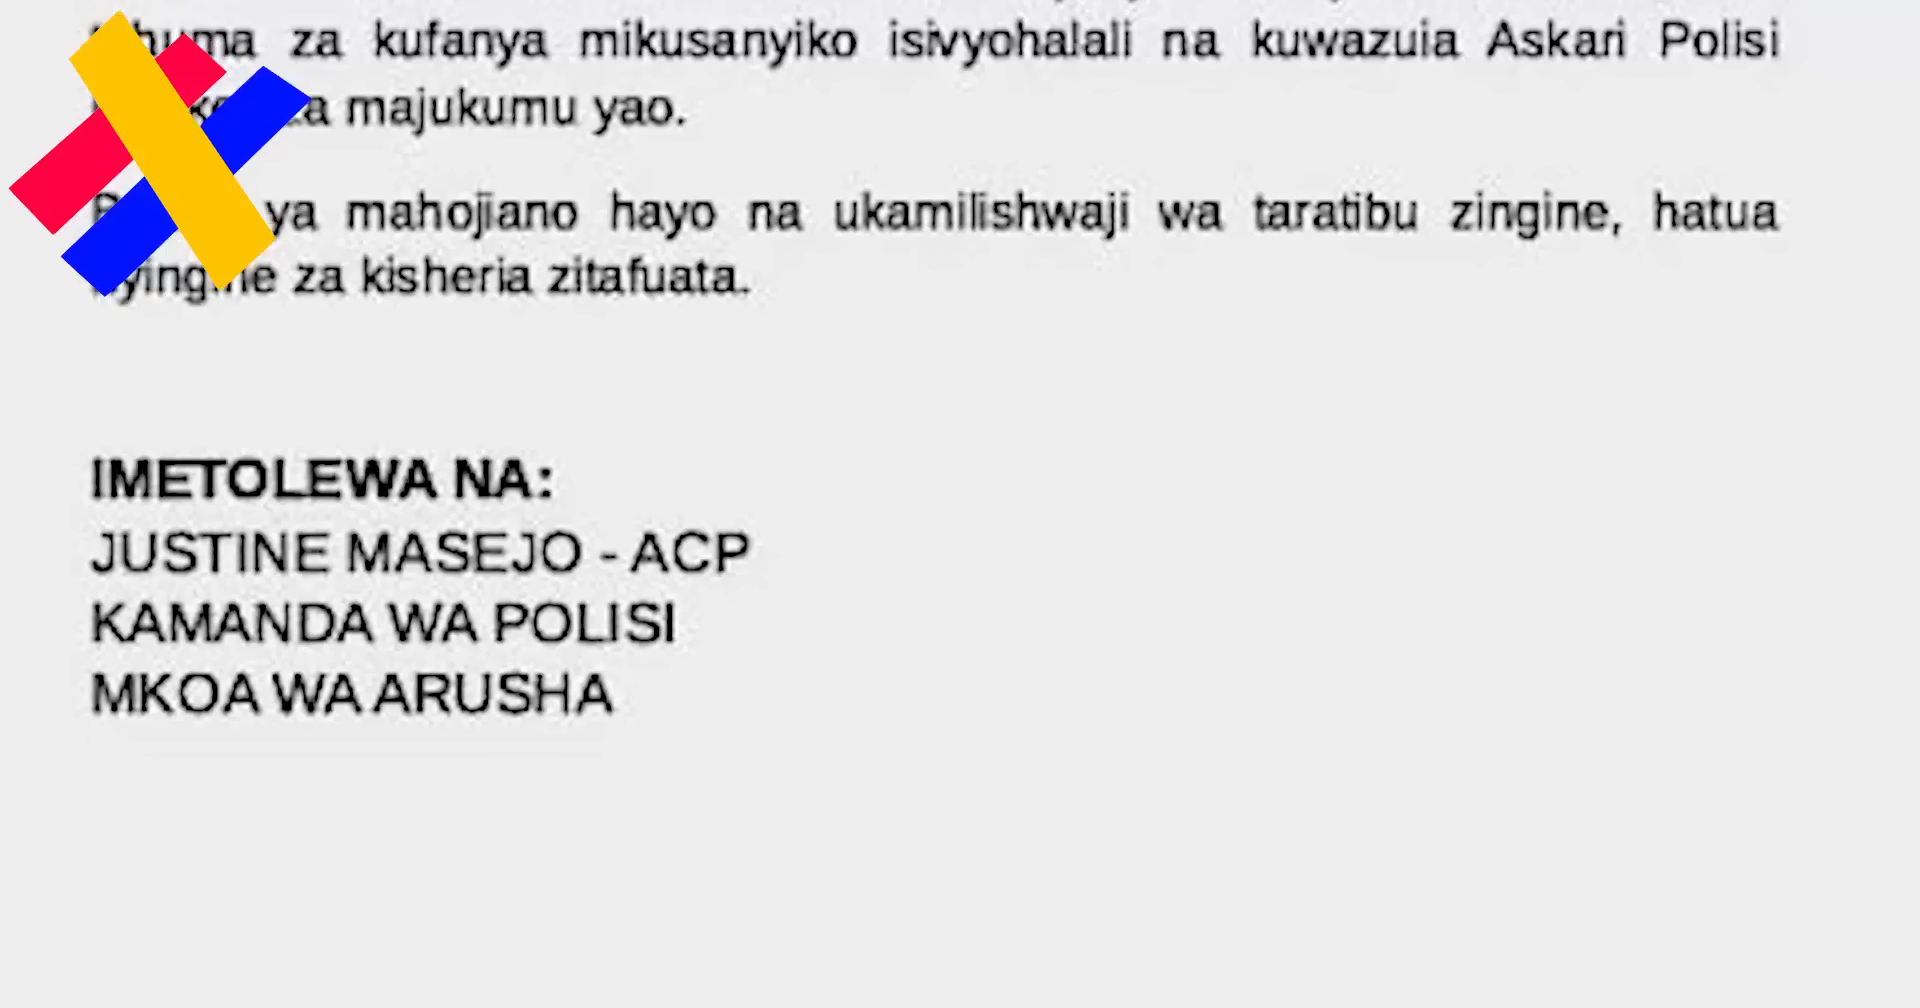 za kufanya mikusanyiko isivyohalali na kuwazuia Askari Polisi
majukumu yao.
ya mahojiano hayo na ukamilishwaji wa taratibu zingine, hatua
za kisheria zitafuata.
IMETOLEWA NA:
JUSTINE MASEJO - ACP
KAMANDA WA POLISI
MKOA WA ARUSHA